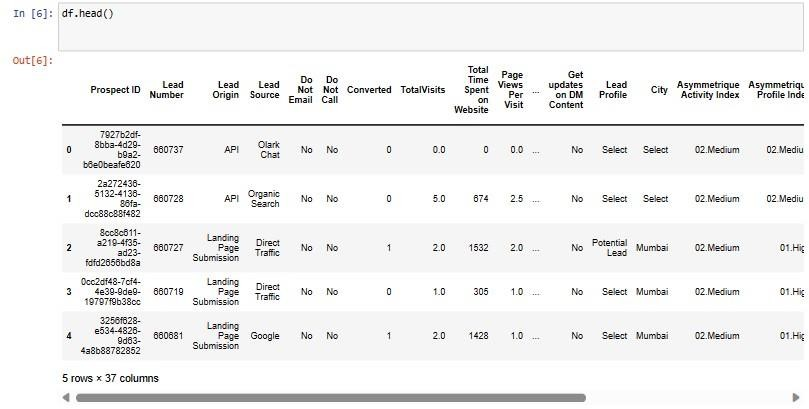 In [6]: df.head()
Out[6]:
Prospect ID Lead Number Lead Origin Lead Source Do Not Email Do Not Call Converted TotalVisits Total Time Spent on Website Page Views Per Visit ... Get updates on DM Content Lead Profile City Asymmetrique Activity Index Asymmetriqu Profile Inde
0 7927b2df-8bba-4d29-b9a2-b6e0beafe620 660737 API Olark Chat No No 0 0.0 0 0.0 ... No Select Select 02.Medium 02.Mediu
1 2a272436-5132-4136-86fa-dcc88c88f482 660728 API Organic Search No No 0 5.0 674 2.5 ... No Select Select 02.Medium 02.Mediu
2 8cc8c611-a219-4f35-ad23-fdfd2656bd8a 660727 Landing Page Submission Direct Traffic No No 1 2.0 1532 2.0 ... No Potential Lead Mumbai 02.Medium 01.Hig
3 0cc2df48-7cf4-4e39-9de9-19797f9b38cc 660719 Landing Page Submission Direct Traffic No No 0 1.0 305 1.0 ... No Select Mumbai 02.Medium 01.Hig
4 3256f628-e534-4826-9d63-4a8b88782852 660681 Landing Page Submission Google No No 1 2.0 1428 1.0 ... No Select Mumbai 02.Medium 01.Hig
5 rows × 37 columns